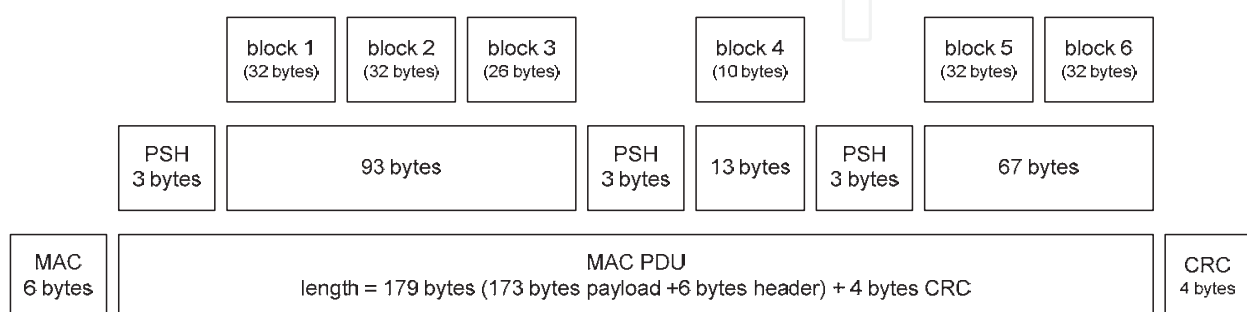 block 1
(32 bytes)
block 2
(32 bytes)
block 3
(26 bytes)
block 4
(10 bytes)
block 5
(32 bytes)
block 6
(32 bytes)
PSH
3 bytes
93 bytes
PSH
3 bytes
13 bytes
PSH
3 bytes
67 bytes
MAC
6 bytes
MAC PDU
length = 179 bytes (173 bytes payload +6 bytes header) + 4 bytes CRC
CRC
4 bytes